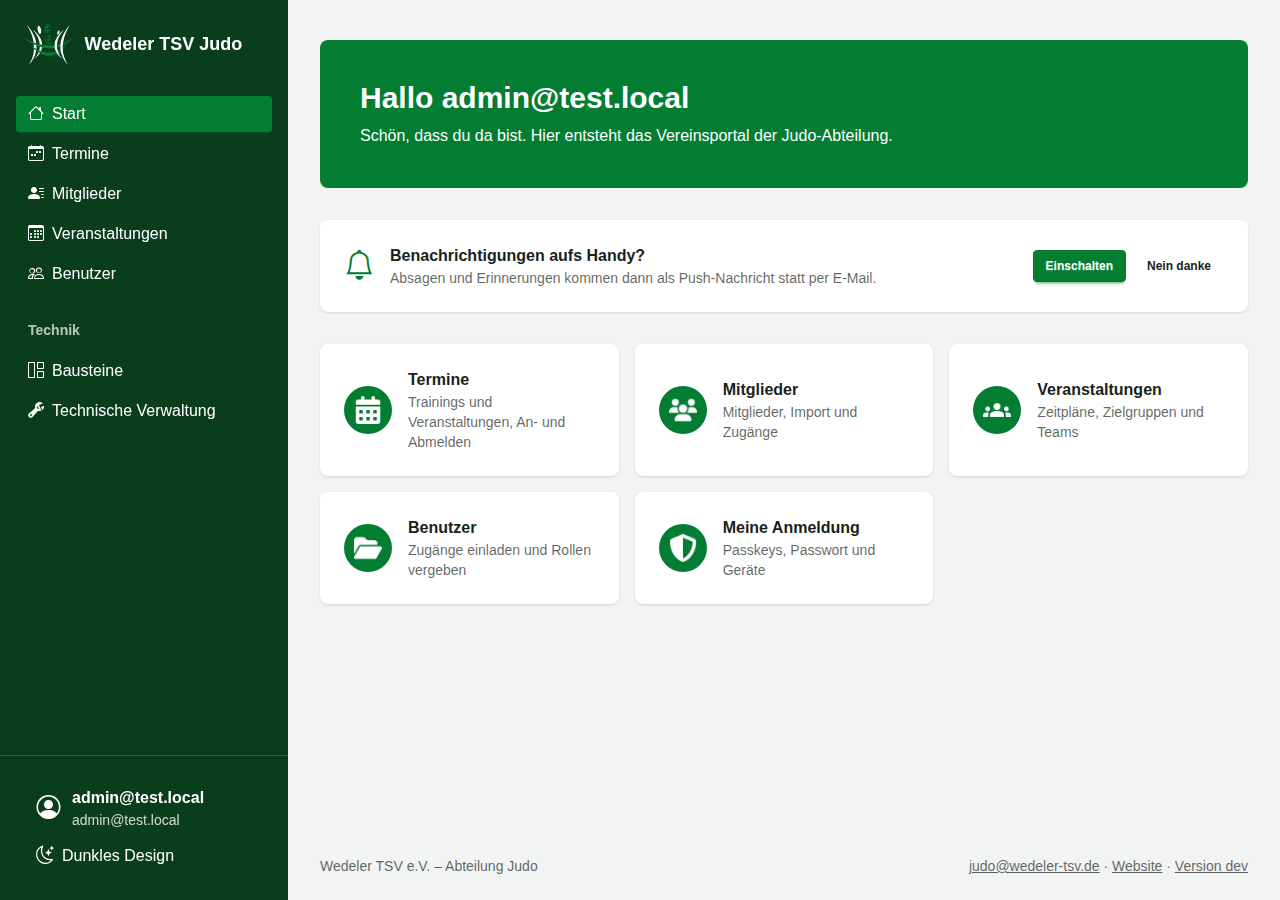 Wedeler TSV Judo
Start
Termine
Mitglieder
Veranstaltungen
Benutzer
Technik
Bausteine
Technische Verwaltung
admin@test.local
admin@test.local
Dunkles Design
Hallo admin@test.local
Schön, dass du da bist. Hier entsteht das Vereinsportal der Judo-Abteilung.
Benachrichtigungen aufs Handy?
Absagen und Erinnerungen kommen dann als Push-Nachricht statt per E-Mail.
Einschalten
Nein danke
Termine
Trainings und
Veranstaltungen, An- und
Abmelden
Mitglieder
Mitglieder, Import und
Zugänge
Veranstaltungen
Zeitpläne, Zielgruppen und
Teams
Benutzer
Zugänge einladen und Rollen
vergeben
Meine Anmeldung
Passkeys, Passwort und
Geräte
Wedeler TSV e.V. – Abteilung Judo
judo@wedeler-tsv.de · Website · Version dev